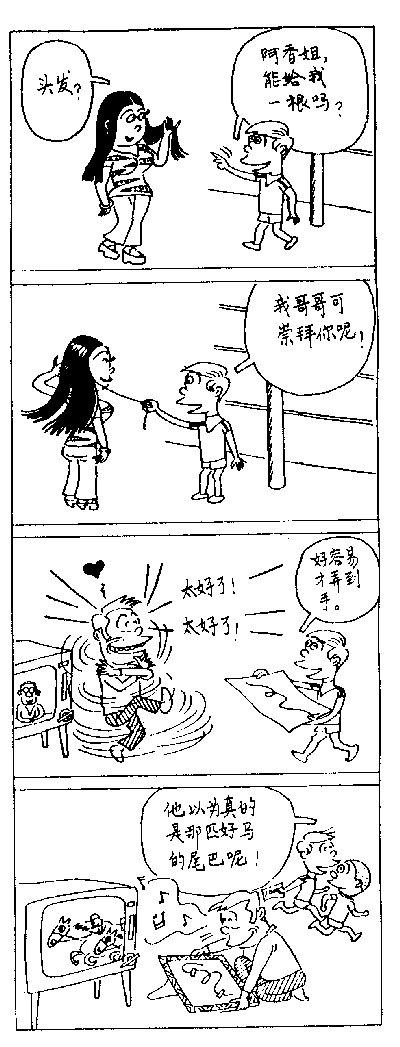 头发？
阿香姐，
能给我
一根吗？
我哥哥可
崇拜你呢！
太好了！
太好了！
好容易
才弄到
手。
他以为真的
是那匹好马
的尾巴呢！